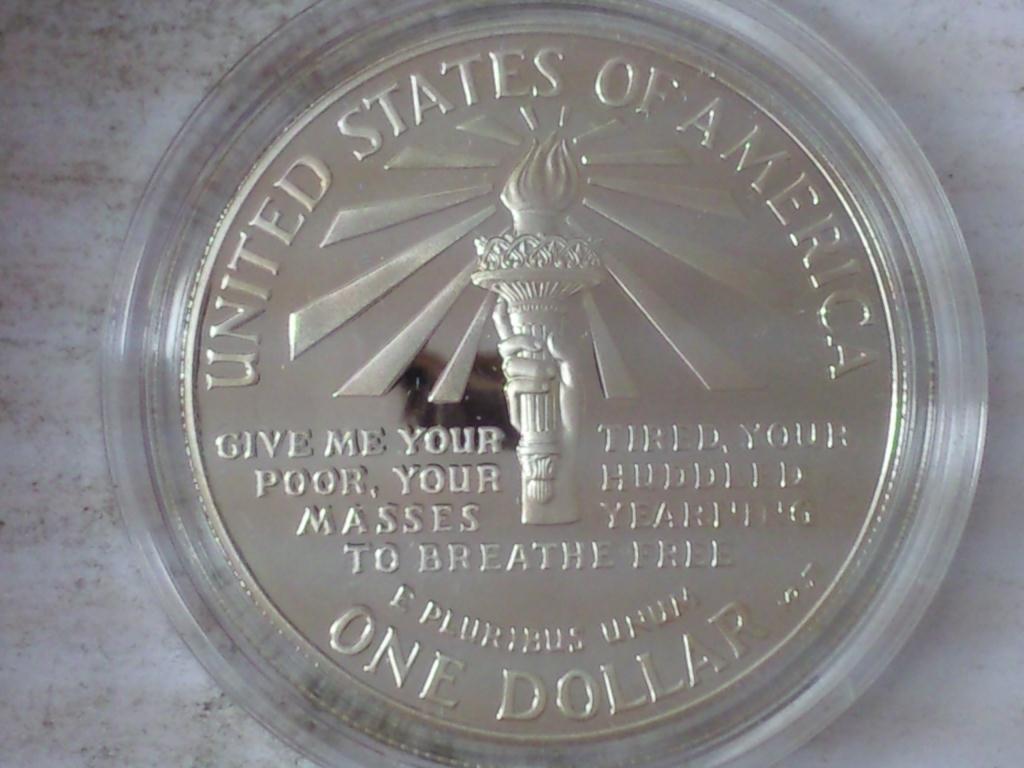 UNITED STATES OF AMERICA
GIVE ME YOUR TIRED, YOUR
POOR, YOUR HUDDLED
MASSES YEARNING
TO BREATHE FREE
E PLURIBUS UNUM
ONE DOLLAR